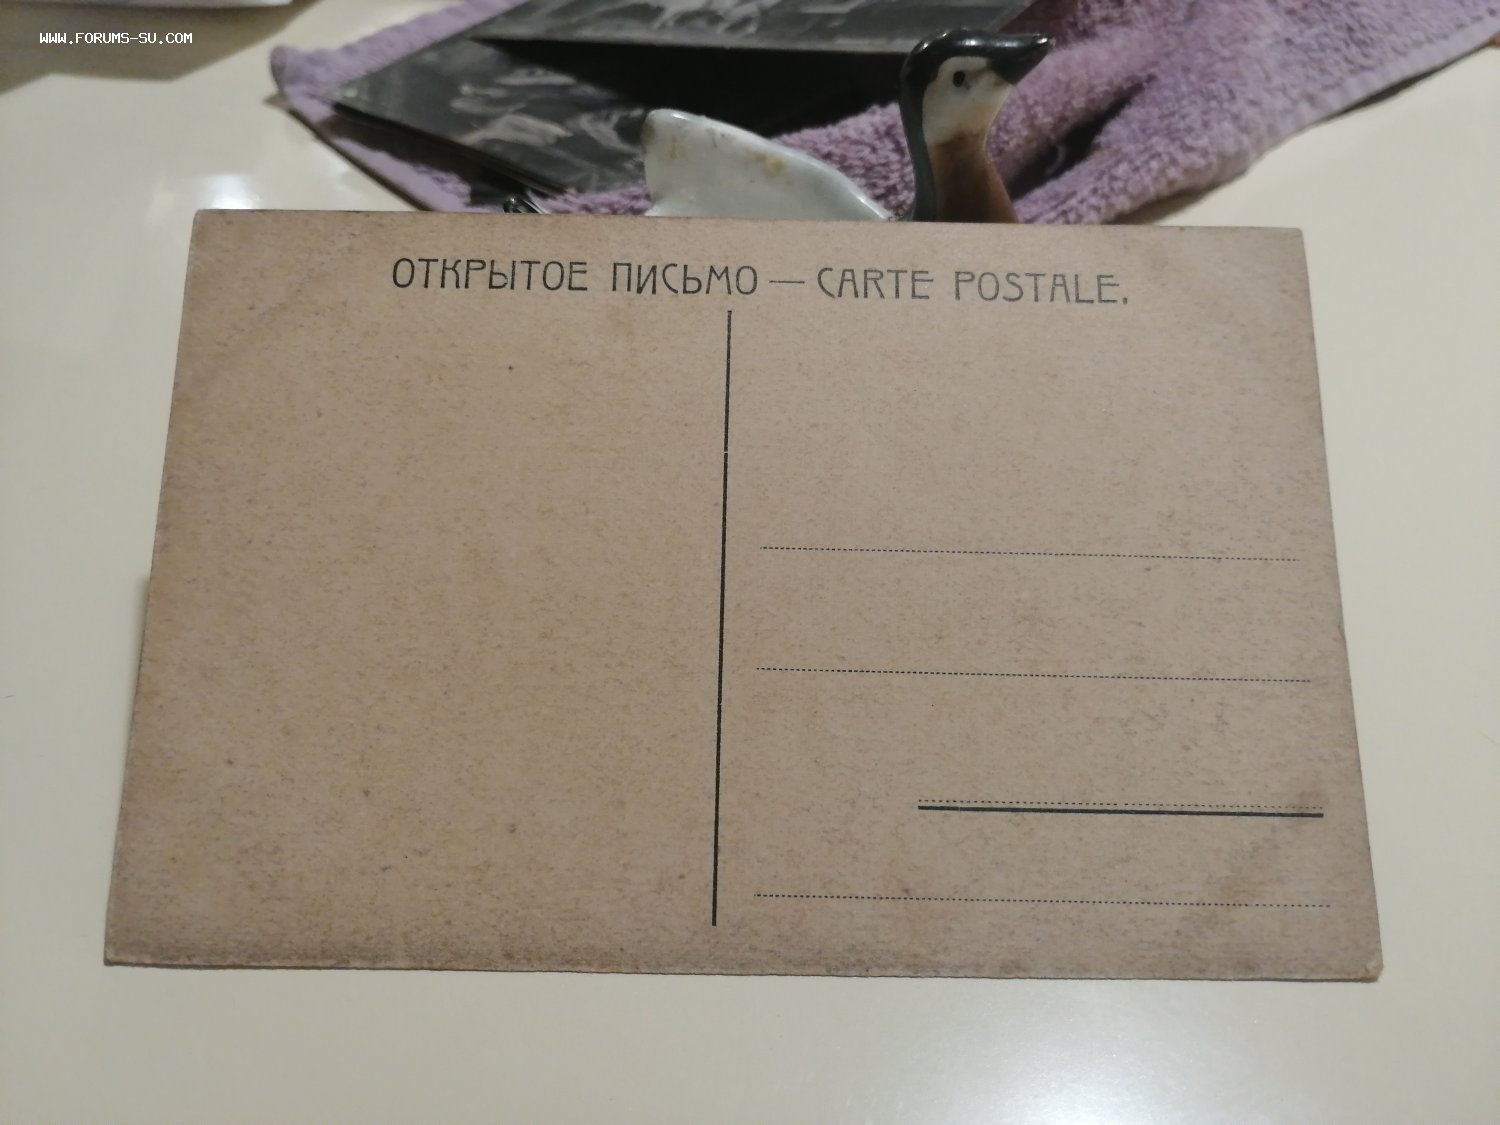 WWW.FORUMS-SU.COM
ОТКРЫТОЕ ПИСЬМО — CARTE POSTALE.